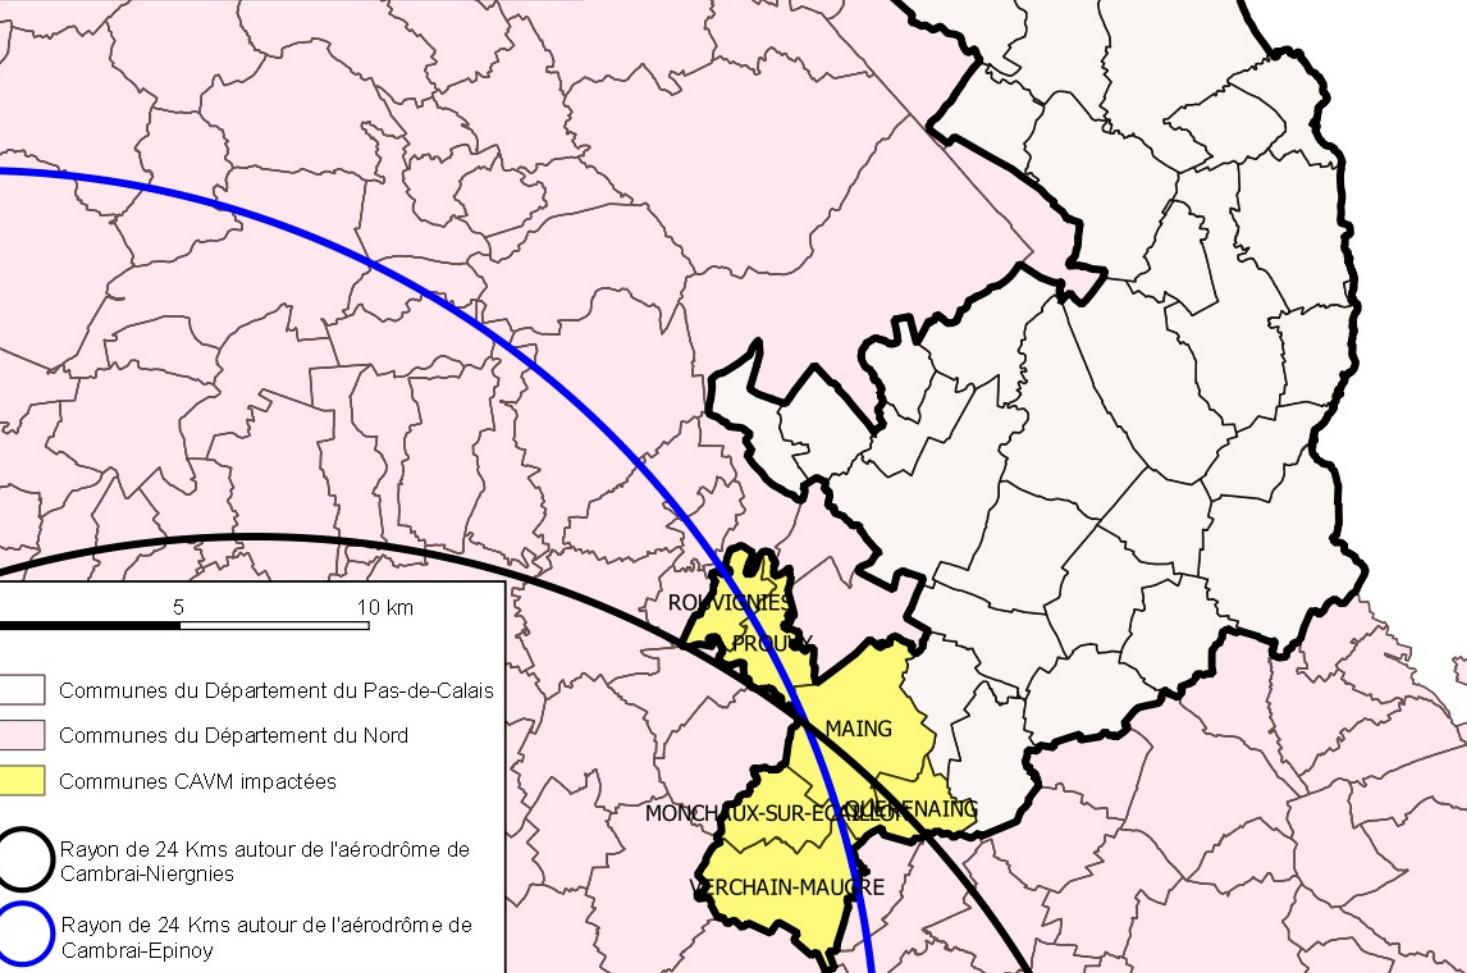 ROUVIGNIES
PROUVY
MAING
MONCHAUX-SUR-ECAILLON
QUERENAING
VERCHAIN-MAUGRE
5 10 km
Communes du Département du Pas-de-Calais
Communes du Département du Nord
Communes CAVM impactées
Rayon de 24 Kms autour de l'aérodrôme de
Cambrai-Niergnies
Rayon de 24 Kms autour de l'aérodrôme de
Cambrai-Epinoy